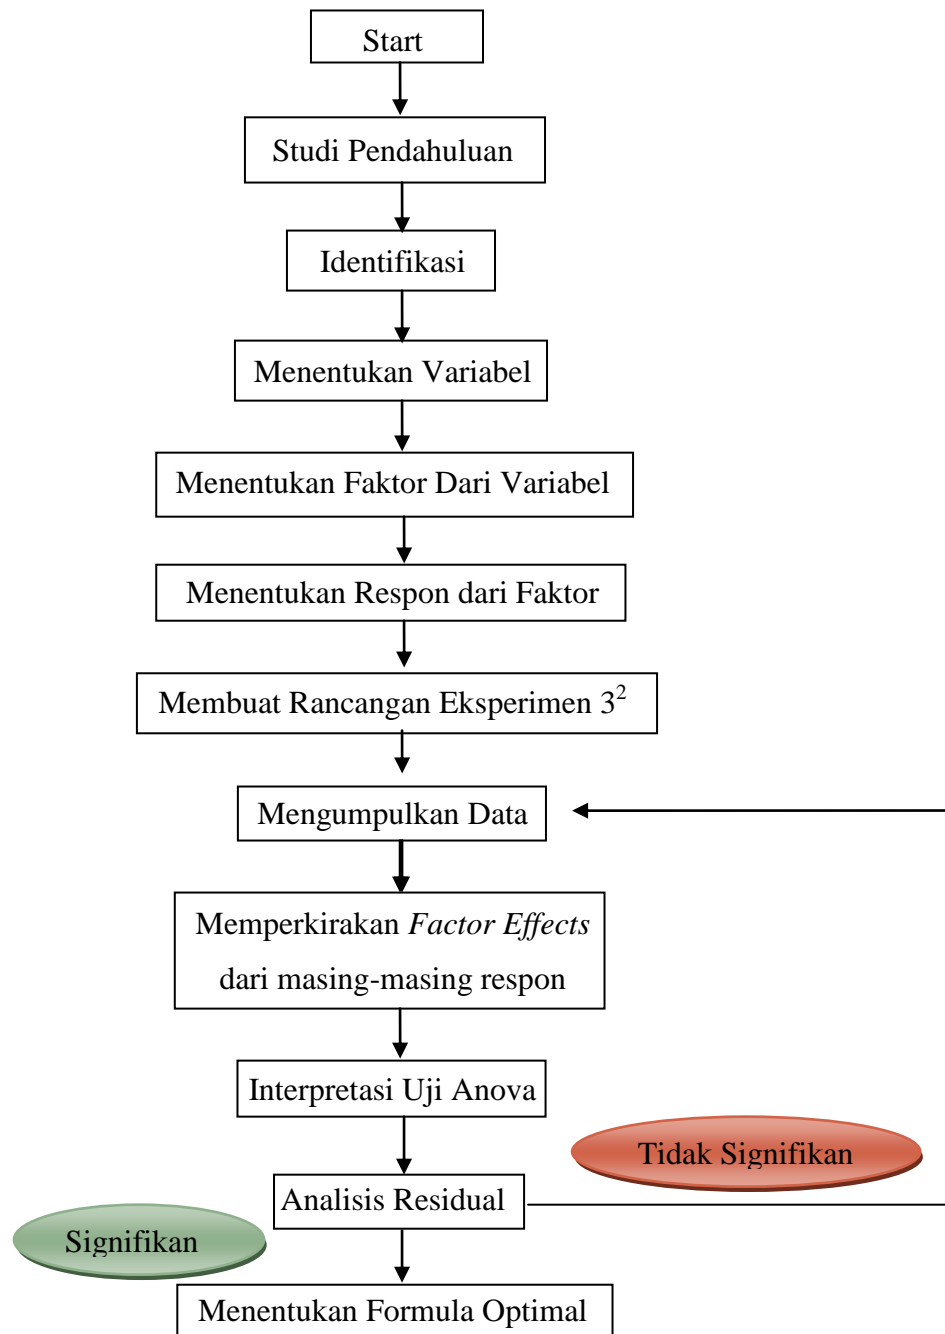 Start
Studi Pendahuluan
Identifikasi
Menentukan Variabel
Menentukan Faktor Dari Variabel
Menentukan Respon dari Faktor
Membuat Rancangan Eksperimen 3²
Mengumpulkan Data
Memperkirakan Factor Effects
dari masing-masing respon
Interpretasi Uji Anova
Tidak Signifikan
Analisis Residual
Signifikan
Menentukan Formula Optimal